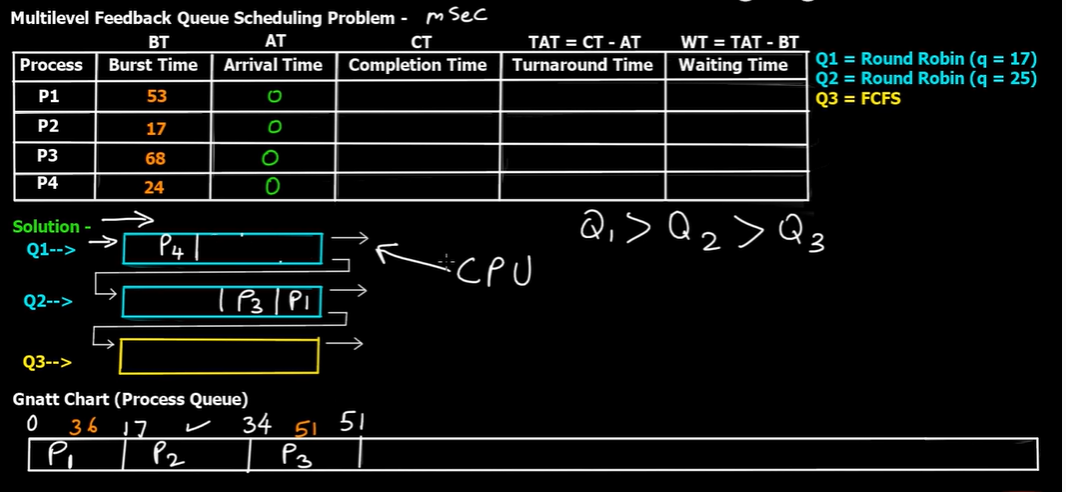 Multilevel Feedback Queue Scheduling Problem - mSec
BT AT CT TAT = CT - AT WT = TAT - BT
Process Burst Time Arrival Time Completion Time Turnaround Time Waiting Time
Q1 = Round Robin (q = 17)
Q2 = Round Robin (q = 25)
Q3 = FCFS
P1 53 0
P2 17 0
P3 68 0
P4 24 0
Solution -
Q1 > Q2 > Q3
Q1--> P4
CPU
Q2--> P3 P1
Q3-->
Gnatt Chart (Process Queue)
0 36 17 ✓ 34 51 51
P1 P2 P3